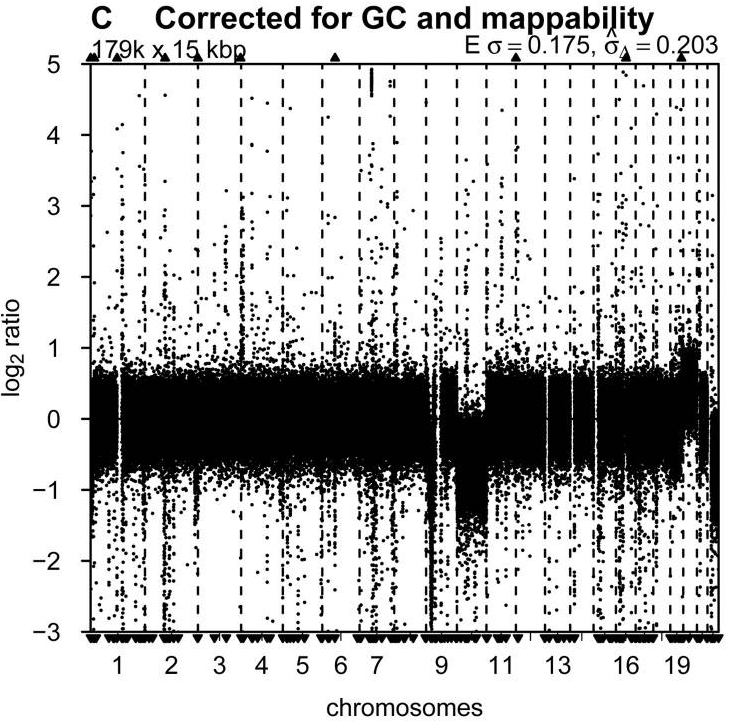 C Corrected for GC and mappability
179k x 15 kbp E σ = 0.175, σ̂Δ = 0.203
5
4
3
2
1
0
−1
−2
−3
log2 ratio
1 2 3 4 5 6 7 9 11 13 16 19
chromosomes